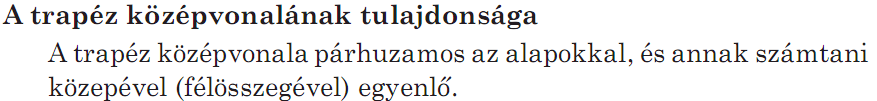 A trapéz középvonalának tulajdonsága
A trapéz középvonala párhuzamos az alapokkal, és annak számtani
közepével (félösszegével) egyenlő.